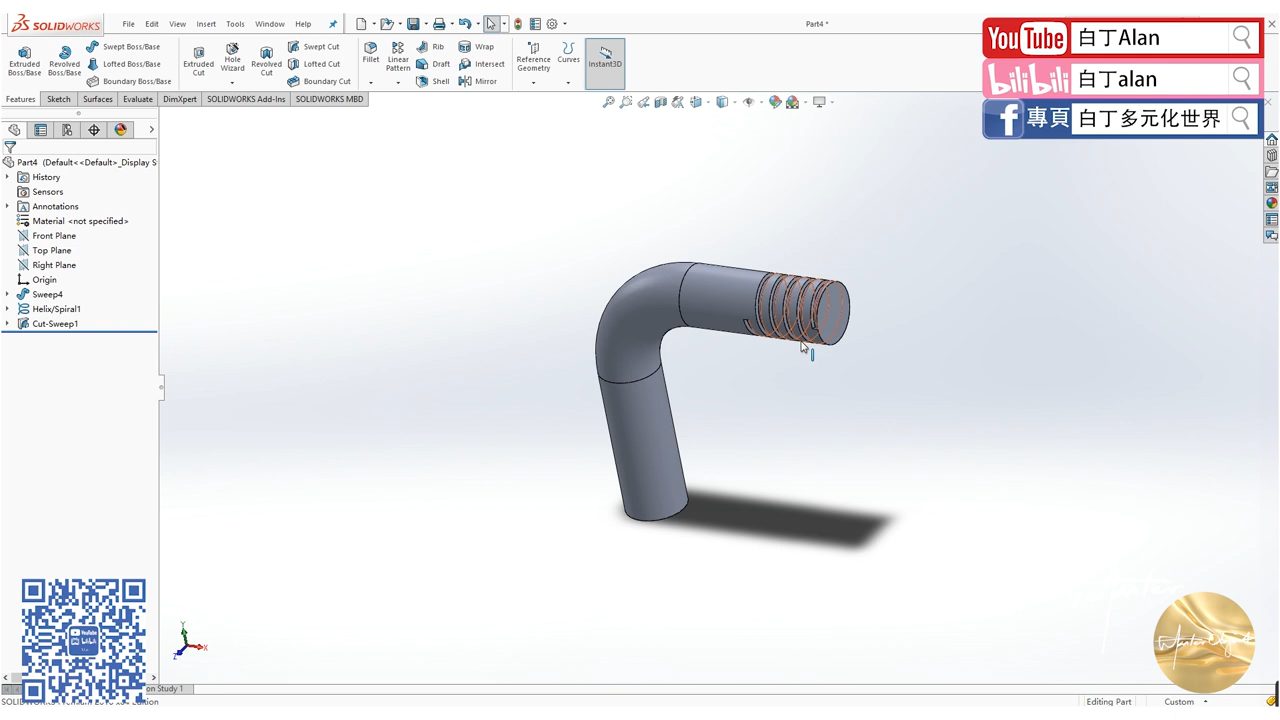 SOLIDWORKS File Edit View Insert Tools Window Help Part4 *
Extruded Boss/Base
Revolved Boss/Base
Swept Boss/Base
Lofted Boss/Base
Boundary Boss/Base
Extruded Cut
Hole Wizard
Revolved Cut
Swept Cut
Lofted Cut
Boundary Cut
Fillet
Linear Pattern
Rib
Draft
Shell
Wrap
Intersect
Mirror
Reference Geometry
Curves
Instant3D
Features Sketch Surfaces Evaluate DimXpert SOLIDWORKS Add-Ins SOLIDWORKS MBD
YouTube 白丁Alan
bilibili 白丁alan
f 專頁 白丁多元化世界
Part4 (Default<<Default>_Display S
History
Sensors
Annotations
Material <not specified>
Front Plane
Top Plane
Right Plane
Origin
Sweep4
Helix/Spiral1
Cut-Sweep1
Y
X
Z
on Study 1
Editing Part Custom